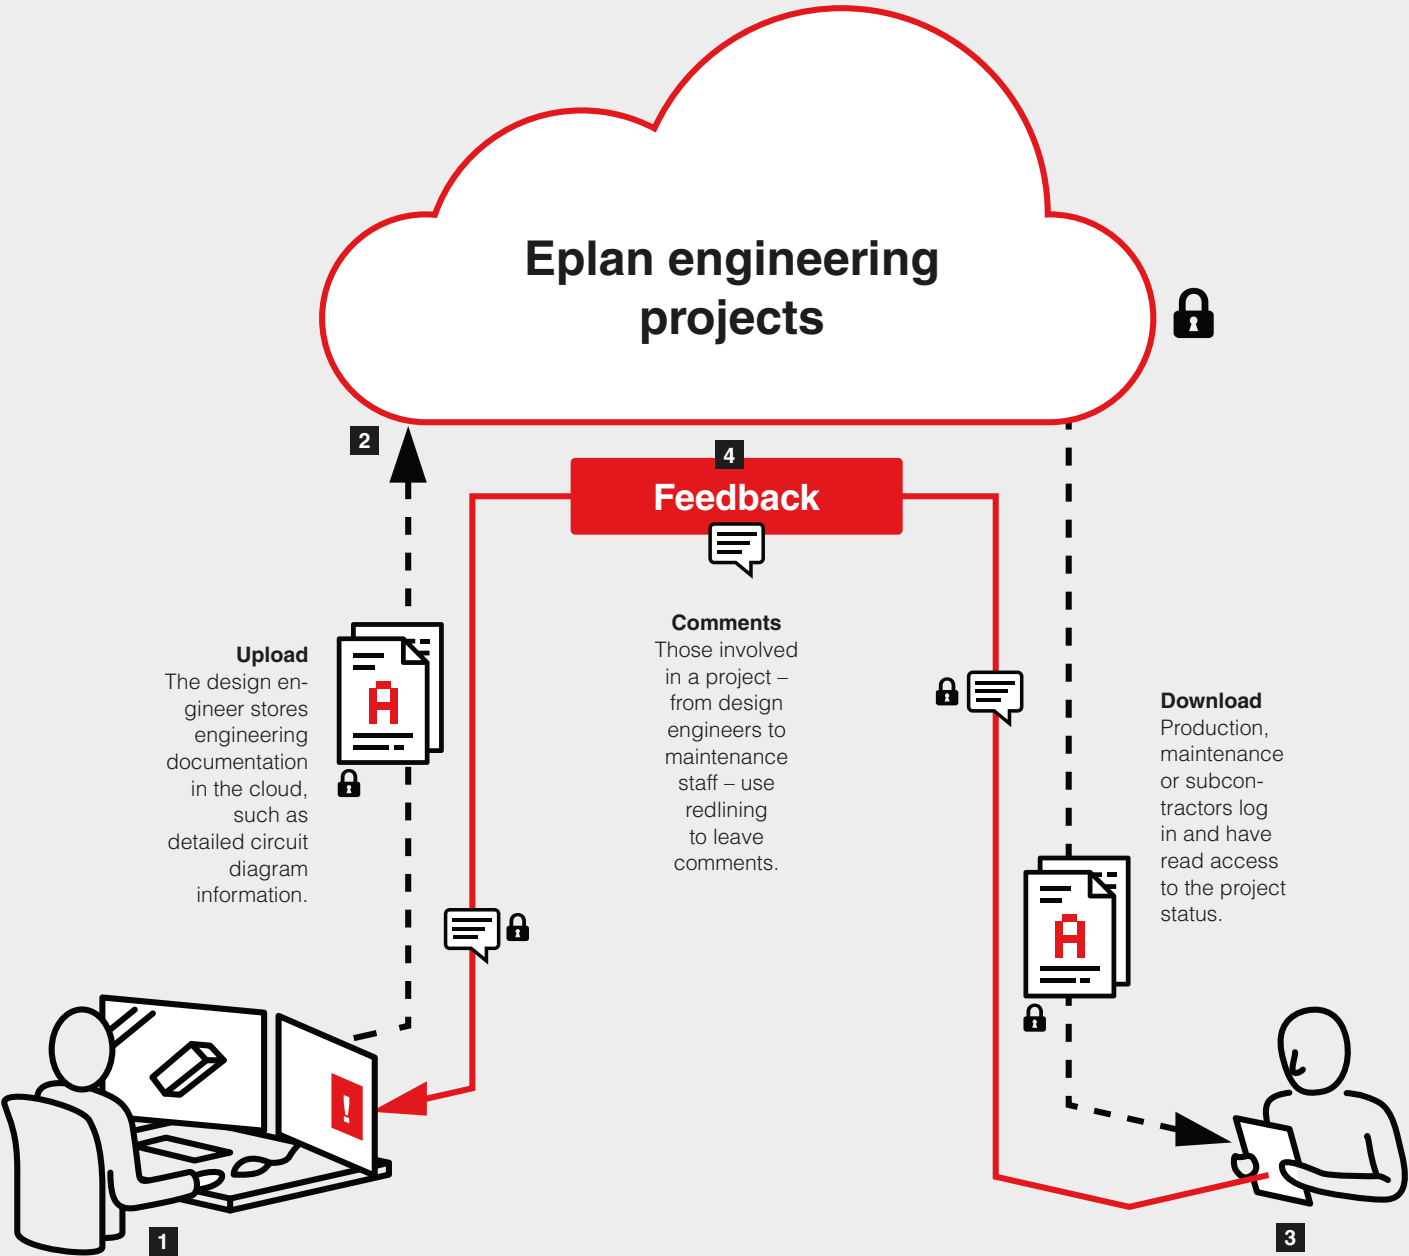 Eplan engineering
projects
2
4
Feedback
Comments
Those involved
in a project –
from design
engineers to
maintenance
staff – use
redlining
to leave
comments.
Upload
The design en-
gineer stores
engineering
documentation
in the cloud,
such as
detailed circuit
diagram
information.
A
Download
Production,
maintenance
or subcon-
tractors log
in and have
read access
to the project
status.
A
!
1
3